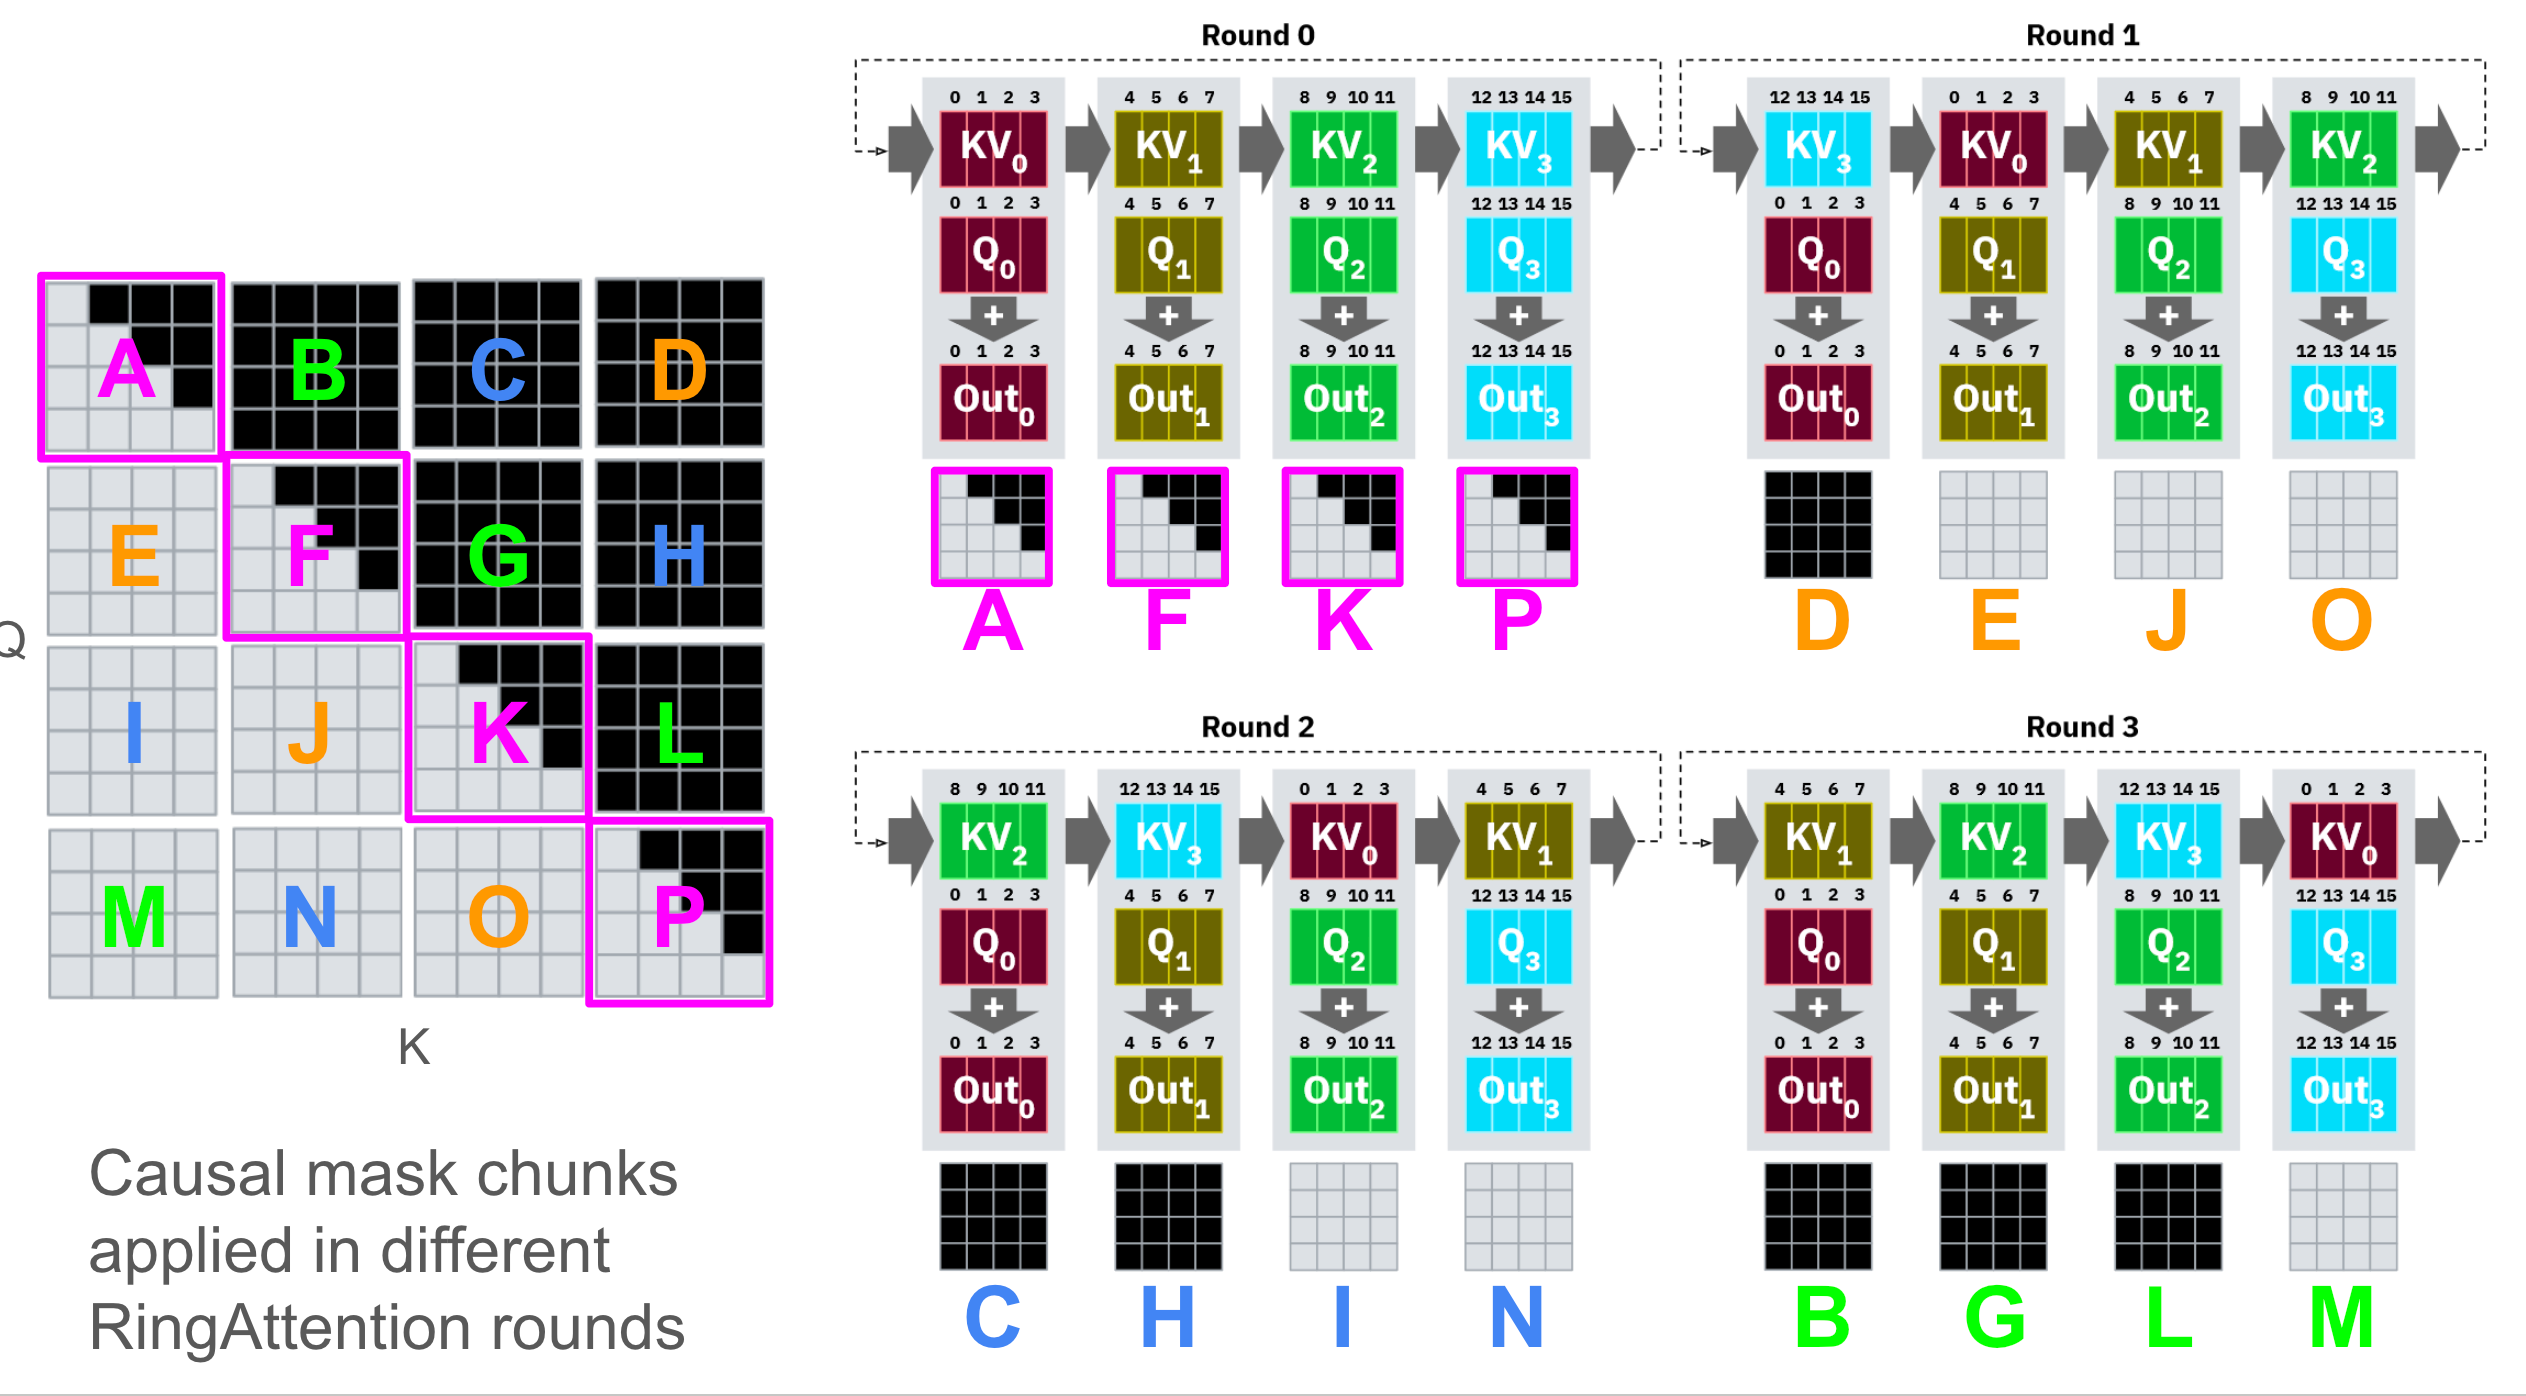 Round 0
0 1 2 3 4 5 6 7 8 9 10 11 12 13 14 15
KV0 KV1 KV2 KV3
0 1 2 3 4 5 6 7 8 9 10 11 12 13 14 15
Q0 Q1 Q2 Q3
+ + + +
0 1 2 3 4 5 6 7 8 9 10 11 12 13 14 15
Out0 Out1 Out2 Out3
A F K P
Round 1
12 13 14 15 0 1 2 3 4 5 6 7 8 9 10 11
KV3 KV0 KV1 KV2
0 1 2 3 4 5 6 7 8 9 10 11 12 13 14 15
Q0 Q1 Q2 Q3
+ + + +
0 1 2 3 4 5 6 7 8 9 10 11 12 13 14 15
Out0 Out1 Out2 Out3
D E J O
A B C D
E F G H
Q
I J K L
M N O P
K
Causal mask chunks
applied in different
RingAttention rounds
Round 2
8 9 10 11 12 13 14 15 0 1 2 3 4 5 6 7
KV2 KV3 KV0 KV1
0 1 2 3 4 5 6 7 8 9 10 11 12 13 14 15
Q0 Q1 Q2 Q3
+ + + +
0 1 2 3 4 5 6 7 8 9 10 11 12 13 14 15
Out0 Out1 Out2 Out3
C H I N
Round 3
4 5 6 7 8 9 10 11 12 13 14 15 0 1 2 3
KV1 KV2 KV3 KV0
0 1 2 3 4 5 6 7 8 9 10 11 12 13 14 15
Q0 Q1 Q2 Q3
+ + + +
0 1 2 3 4 5 6 7 8 9 10 11 12 13 14 15
Out0 Out1 Out2 Out3
B G L M